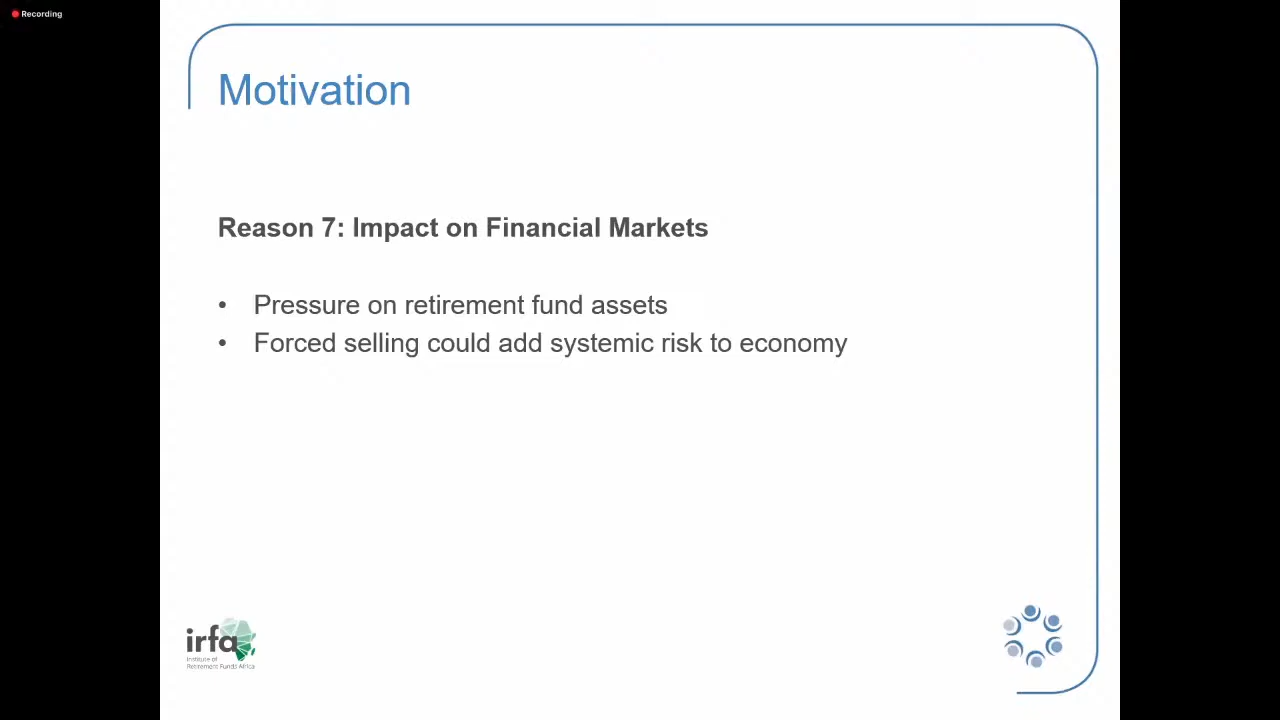 Recording
Motivation
Reason 7: Impact on Financial Markets
• Pressure on retirement fund assets
• Forced selling could add systemic risk to economy
irfa
Institute of
Retirement Funds Africa